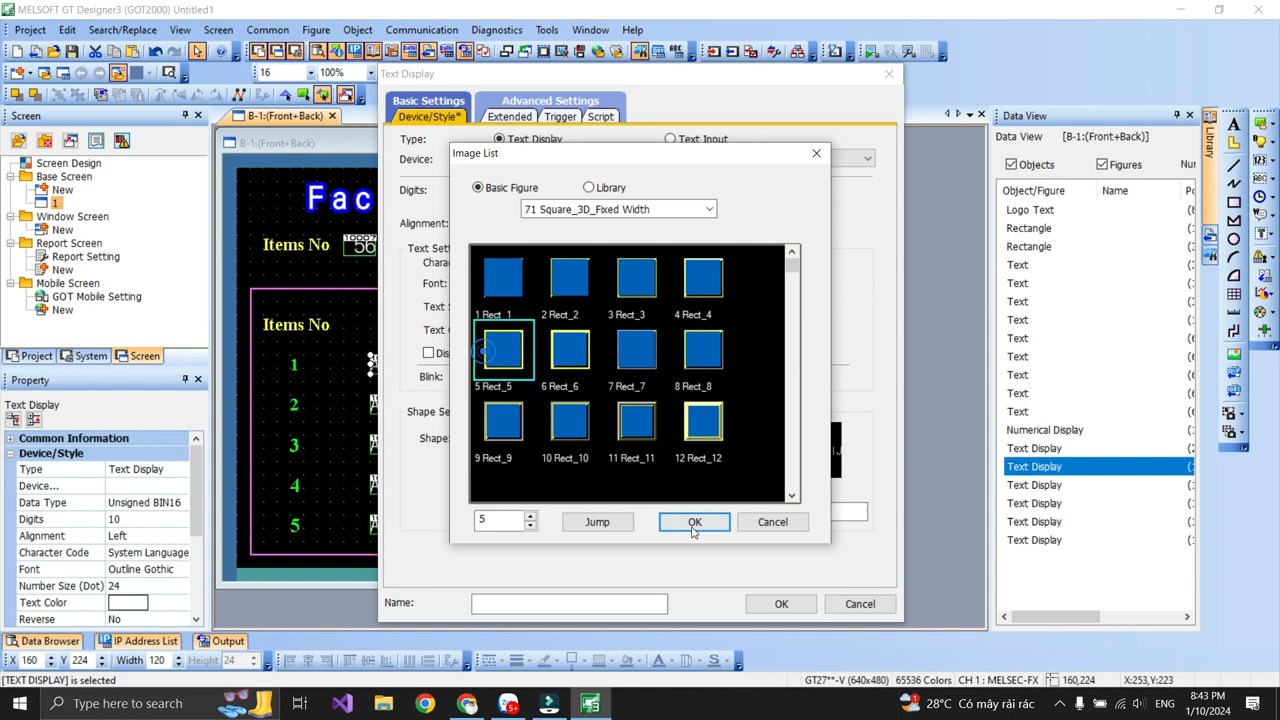 MELSOFT GT Designer3 (GOT2000) Untitled1
Project Edit Search/Replace View Screen Common Figure Object Communication Diagnostics Tools Window Help
16 100%
Screen
Screen Design
Base Screen
New
1
Window Screen
New
Report Screen
Report Setting
New
Mobile Screen
GOT Mobile Setting
New
Project System Screen
Property
Text Display
Common Information
Device/Style
Type Text Display
Device...
Data Type Unsigned BIN16
Digits 10
Alignment Left
Character Code System Language
Font Outline Gothic
Number Size (Dot) 24
Text Color
Reverse No
B-1:(Front+Back)
B-1:(Front+Back)
Fac
Items No 56
Items No
1
2
3
4
5
Text Display
Basic Settings Advanced Settings
Device/Style* Extended Trigger Script
Type: Text Display Text Input
Device:
Digits:
Alignment:
Font:
Blink:
Shape:
Name:
OK Cancel
Image List
Basic Figure Library
71 Square_3D_Fixed Width
1 Rect_1 2 Rect_2 3 Rect_3 4 Rect_4
5 Rect_5 6 Rect_6 7 Rect_7 8 Rect_8
9 Rect_9 10 Rect_10 11 Rect_11 12 Rect_12
5 Jump OK Cancel
Data View
Data View [B-1:(Front+Back)]
Objects Figures
Object/Figure Name
Logo Text
Rectangle
Rectangle
Text
Text
Text
Text
Text
Text
Text
Text
Text
Numerical Display
Text Display
Text Display
Text Display
Text Display
Text Display
Text Display
Library
Data Browser IP Address List Output
X 160 Y 224 Width 120 Height 24
[TEXT DISPLAY] is selected
GT27**-V (640x480) 65536 Colors CH 1 : MELSEC-FX 160,224 X:253,Y:223
Type here to search
28°C Có mây rải rác
8:43 PM
1/10/2024